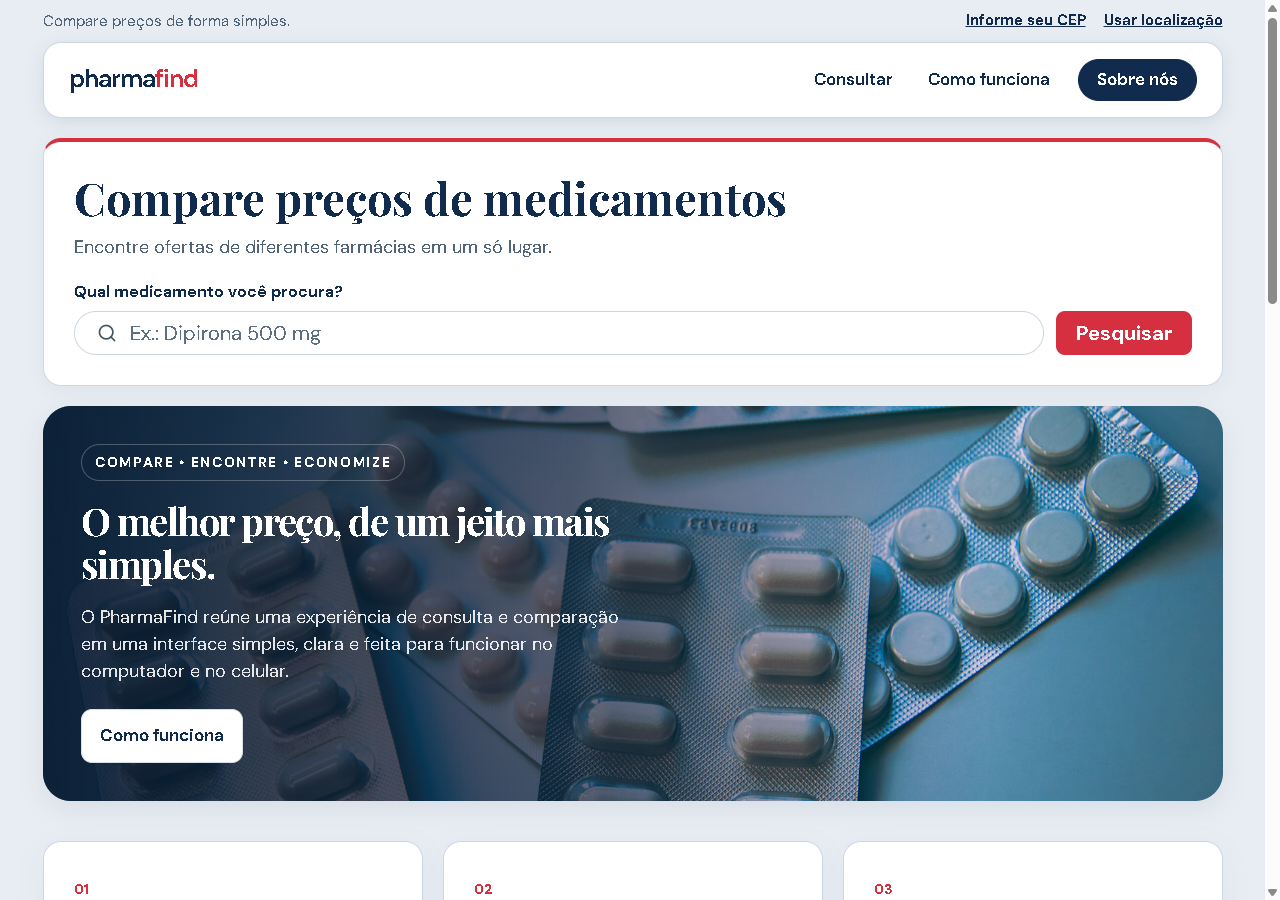 Compare preços de forma simples.
Informe seu CEP Usar localização
pharmafind
Consultar Como funciona Sobre nós
Compare preços de medicamentos
Encontre ofertas de diferentes farmácias em um só lugar.
Qual medicamento você procura?
Ex.: Dipirona 500 mg
Pesquisar
COMPARE • ENCONTRE • ECONOMIZE
O melhor preço, de um jeito mais
simples.
O PharmaFind reúne uma experiência de consulta e comparação
em uma interface simples, clara e feita para funcionar no
computador e no celular.
Como funciona
01
02
03